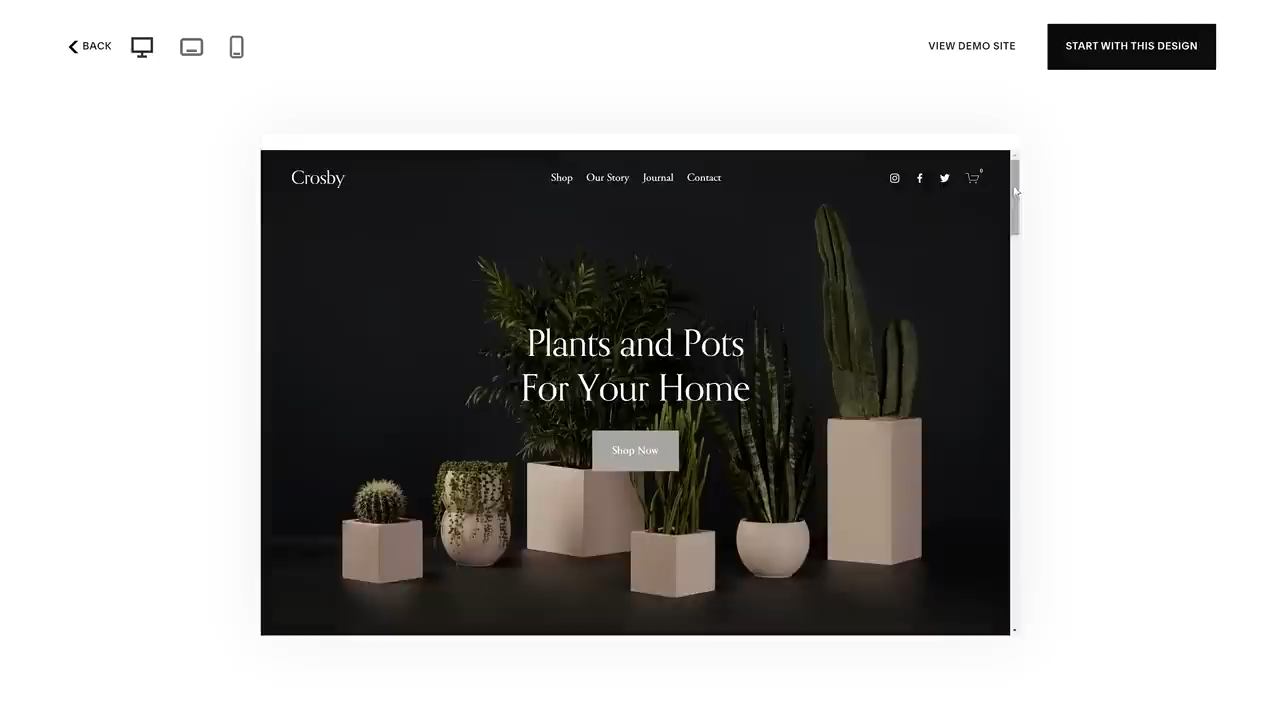 BACK
VIEW DEMO SITE
START WITH THIS DESIGN
Crosby
Shop Our Story Journal Contact
0
Plants and Pots
For Your Home
Shop Now